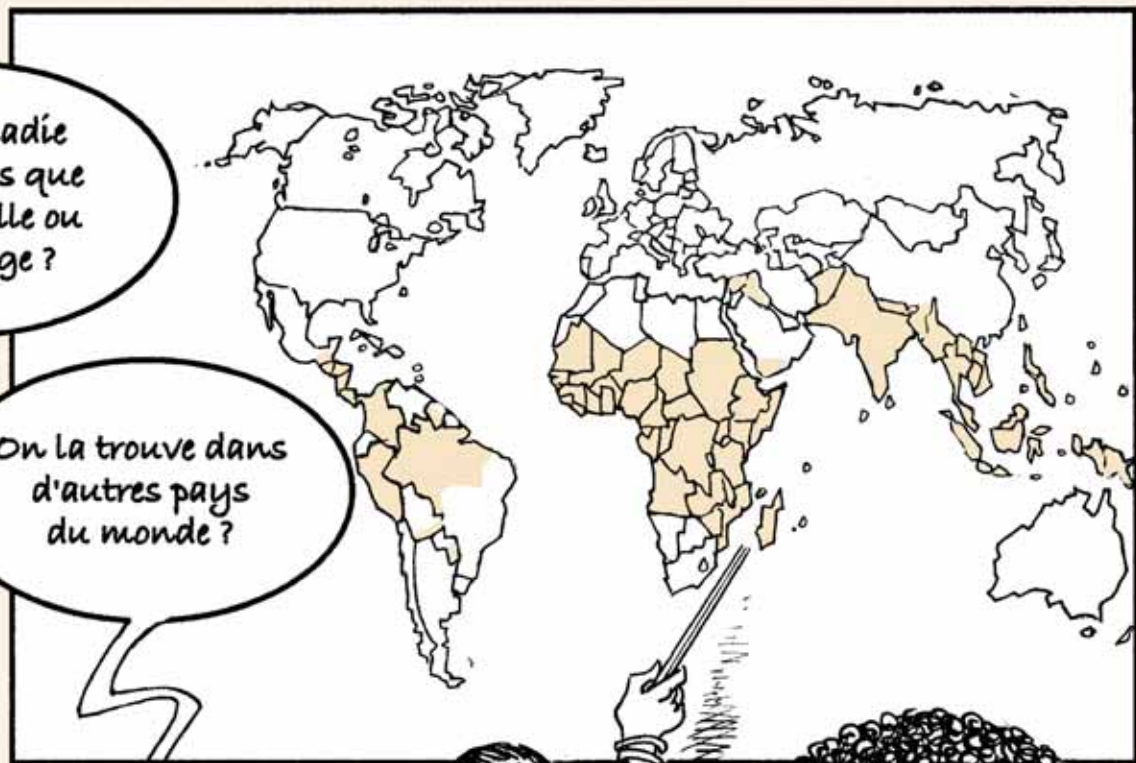 adie
s que
lle ou
ge ?
On la trouve dans
d'autres pays
du monde ?